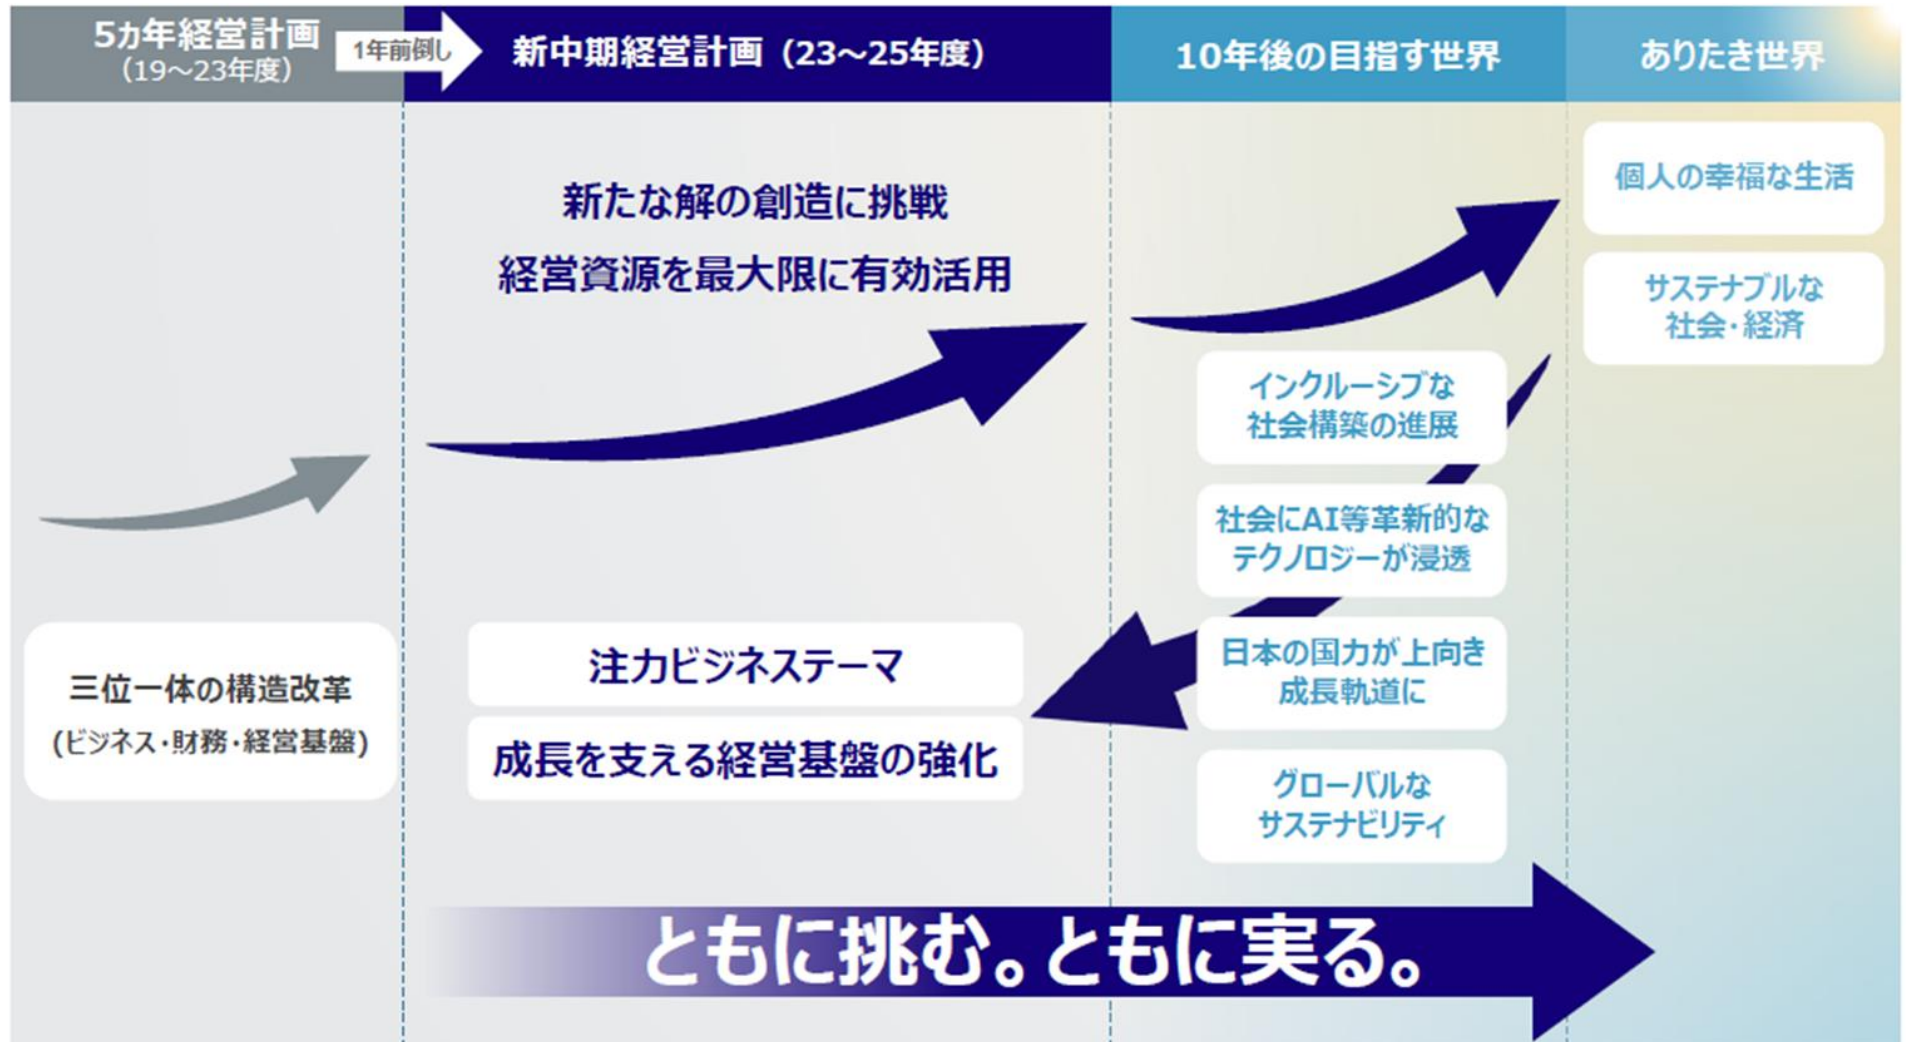 5カ年経営計画
(19～23年度)
1年前倒し
新中期経営計画（23～25年度）
10年後の目指す世界
ありたき世界
新たな解の創造に挑戦
経営資源を最大限に有効活用
三位一体の構造改革
(ビジネス・財務・経営基盤)
注力ビジネステーマ
成長を支える経営基盤の強化
インクルーシブな
社会構築の進展
社会にAI等革新的な
テクノロジーが浸透
日本の国力が上向き
成長軌道に
グローバルな
サステナビリティ
個人の幸福な生活
サステナブルな
社会・経済
ともに挑む。ともに実る。